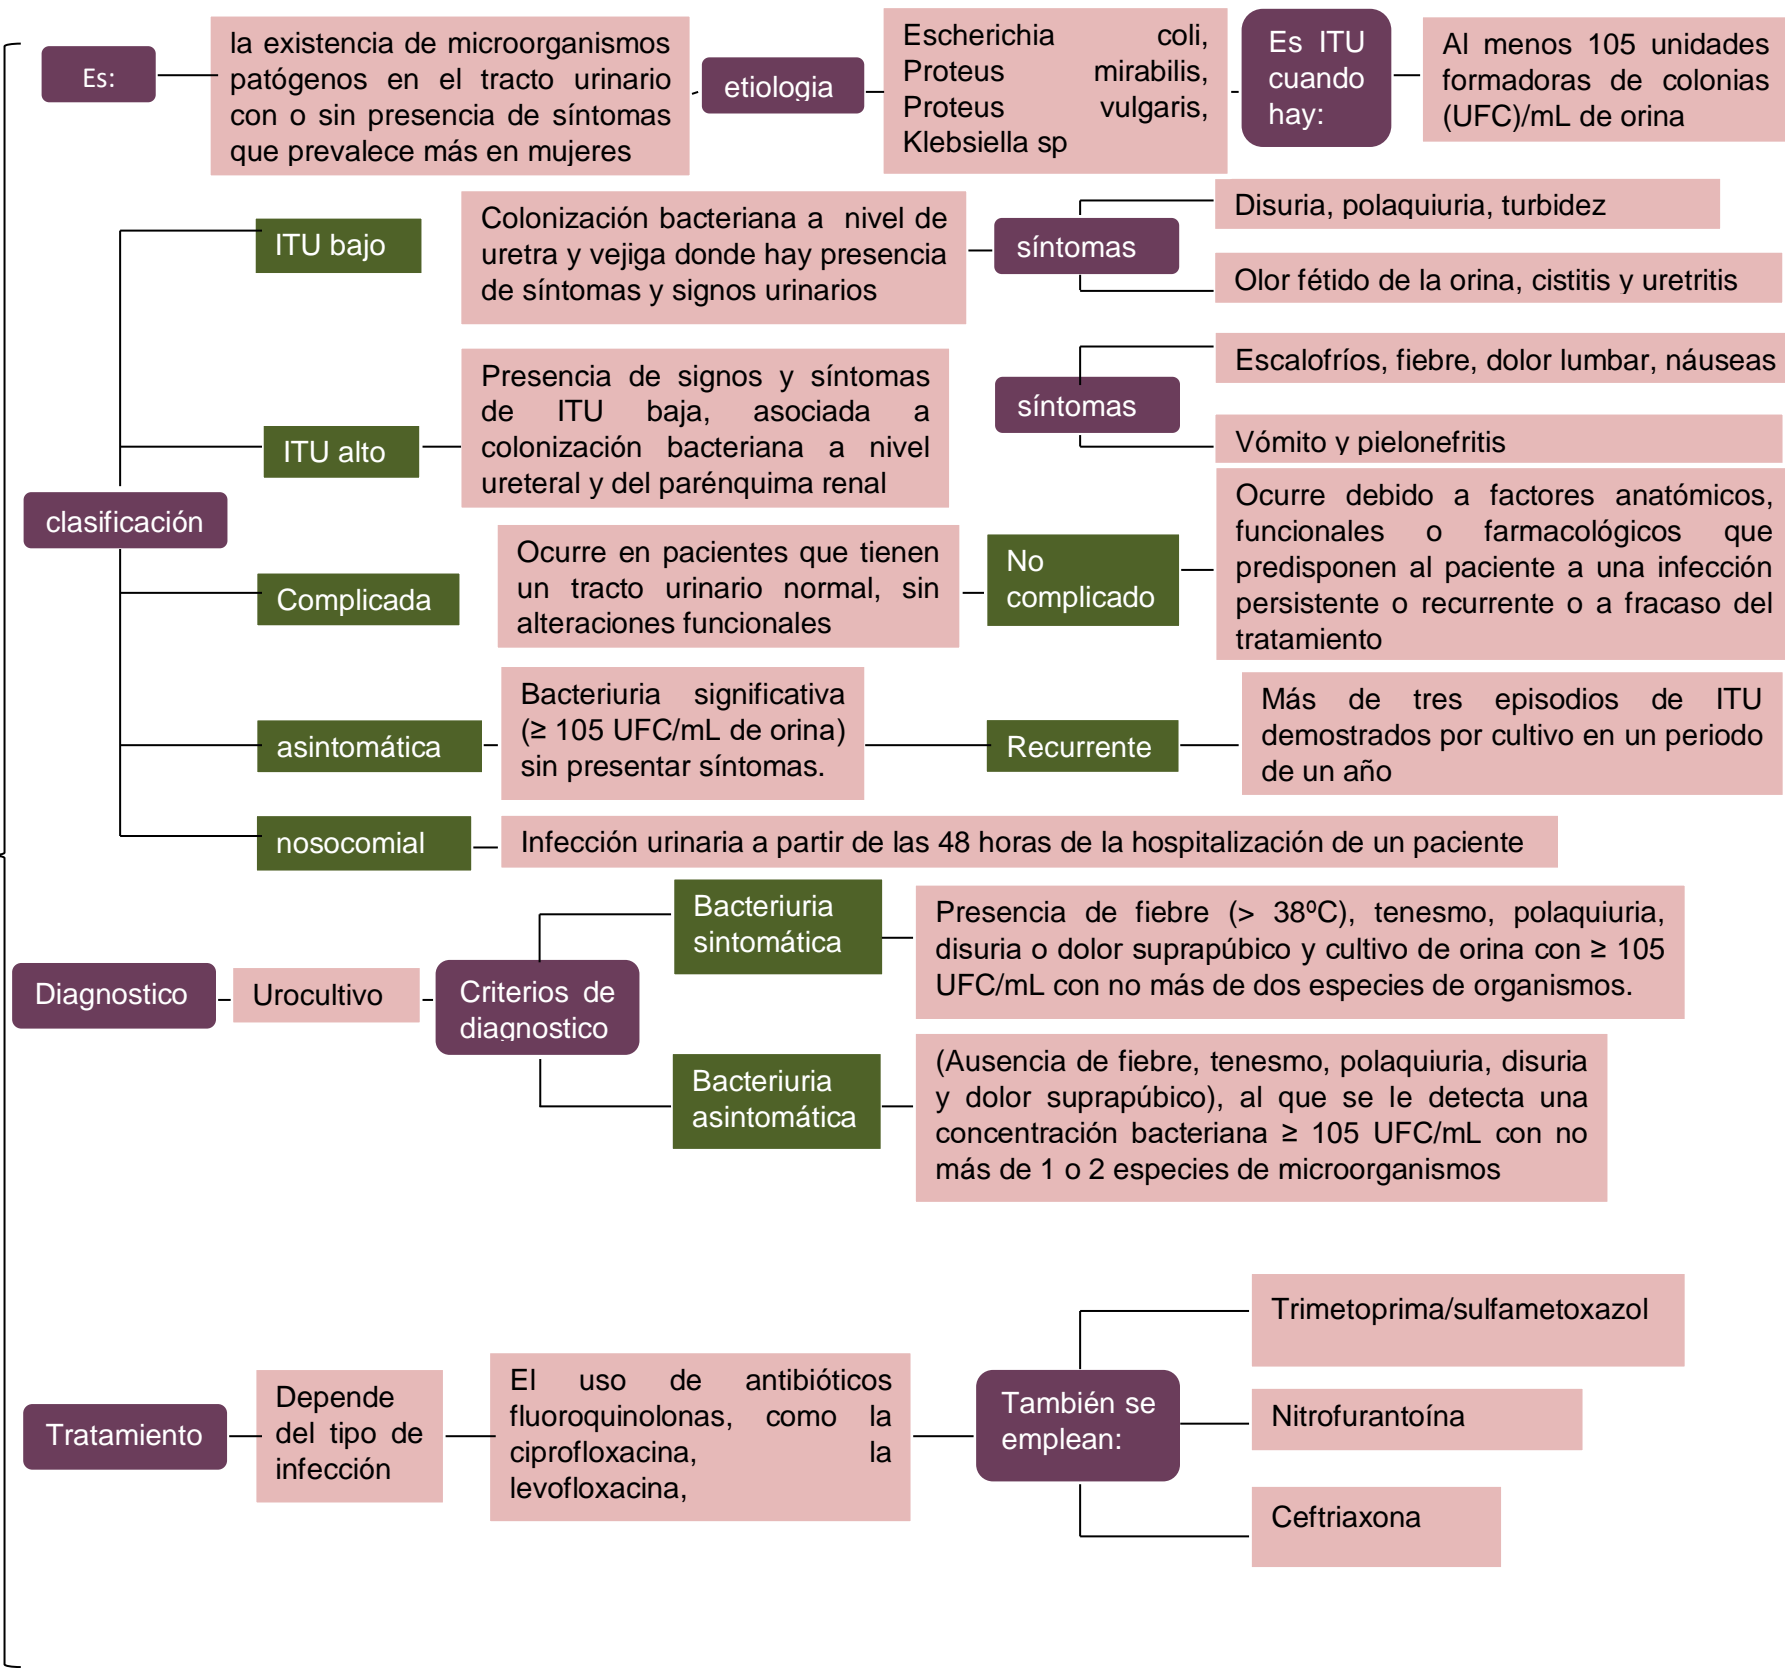 Es:
la existencia de microorganismos
patógenos en el tracto urinario
con o sin presencia de síntomas
que prevalece más en mujeres
etiologia
Escherichia coli,
Proteus mirabilis,
Proteus vulgaris,
Klebsiella sp
Es ITU
cuando
hay:
Al menos 105 unidades
formadoras de colonias
(UFC)/mL de orina
clasificación
ITU bajo
Colonización bacteriana a nivel de
uretra y vejiga donde hay presencia
de síntomas y signos urinarios
síntomas
Disuria, polaquiuria, turbidez
Olor fétido de la orina, cistitis y uretritis
ITU alto
Presencia de signos y síntomas
de ITU baja, asociada a
colonización bacteriana a nivel
ureteral y del parénquima renal
síntomas
Escalofríos, fiebre, dolor lumbar, náuseas
Vómito y pielonefritis
Complicada
Ocurre en pacientes que tienen
un tracto urinario normal, sin
alteraciones funcionales
No
complicado
Ocurre debido a factores anatómicos,
funcionales o farmacológicos que
predisponen al paciente a una infección
persistente o recurrente o a fracaso del
tratamiento
asintomática
Bacteriuria significativa
(≥ 105 UFC/mL de orina)
sin presentar síntomas.
Recurrente
Más de tres episodios de ITU
demostrados por cultivo en un periodo
de un año
nosocomial
Infección urinaria a partir de las 48 horas de la hospitalización de un paciente
Diagnostico
Urocultivo
Criterios de
diagnostico
Bacteriuria
sintomática
Presencia de fiebre (> 38ºC), tenesmo, polaquiuria,
disuria o dolor suprapúbico y cultivo de orina con ≥ 105
UFC/mL con no más de dos especies de organismos.
Bacteriuria
asintomática
(Ausencia de fiebre, tenesmo, polaquiuria, disuria
y dolor suprapúbico), al que se le detecta una
concentración bacteriana ≥ 105 UFC/mL con no
más de 1 o 2 especies de microorganismos
Tratamiento
Depende
del tipo de
infección
El uso de antibióticos
fluoroquinolonas, como la
ciprofloxacina, la
levofloxacina,
También se
emplean:
Trimetoprima/sulfametoxazol
Nitrofurantoína
Ceftriaxona